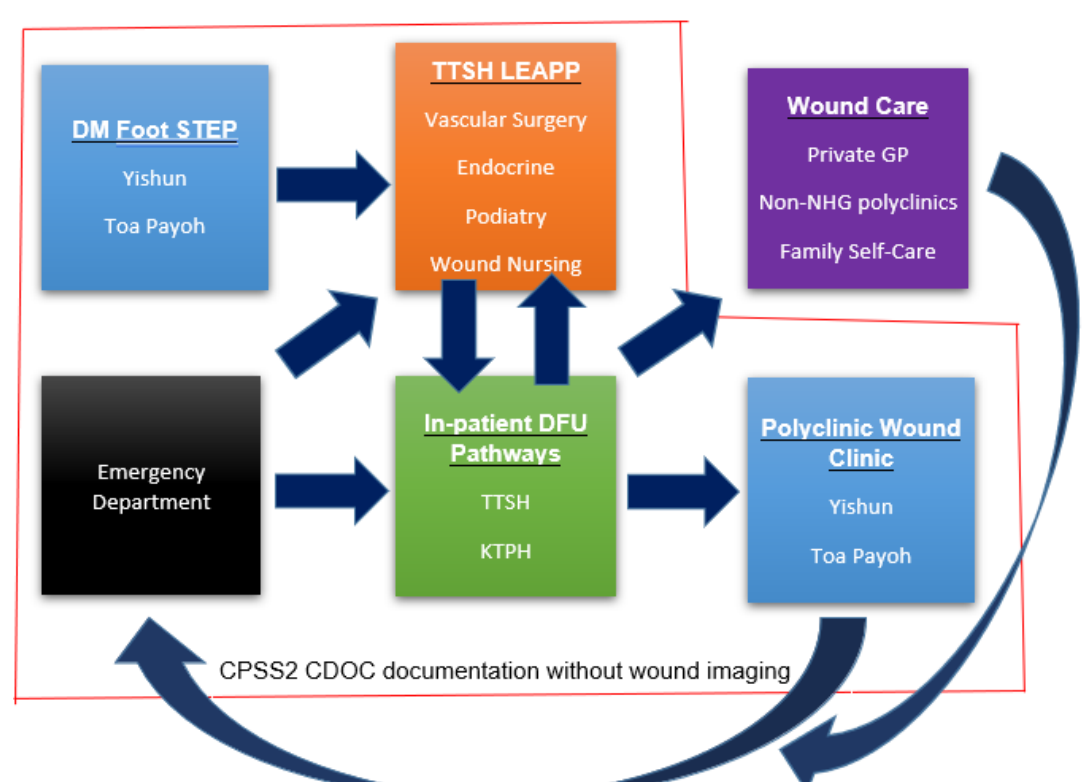 DM Foot STEP
Yishun
Toa Payoh
TTSH LEAPP
Vascular Surgery
Endocrine
Podiatry
Wound Nursing
Wound Care
Private GP
Non-NHG polyclinics
Family Self-Care
Emergency
Department
In-patient DFU
Pathways
TTSH
KTPH
Polyclinic Wound
Clinic
Yishun
Toa Payoh
CPSS2 CDOC documentation without wound imaging